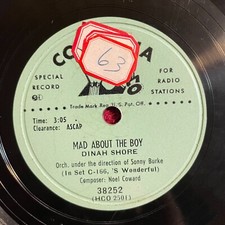 CO
A
63
SPECIAL
RECORD
FOR
RADIO
STATIONS
Trade Mark Reg. U. S. Pat. Off.
Time: 3:05
Clearance: ASCAP
MAD ABOUT THE BOY
DINAH SHORE
Orch. under the direction of Sonny Burke
(In Set C-166, 'S Wonderful)
Composer: Noel Coward
38252
(HCO 2501)